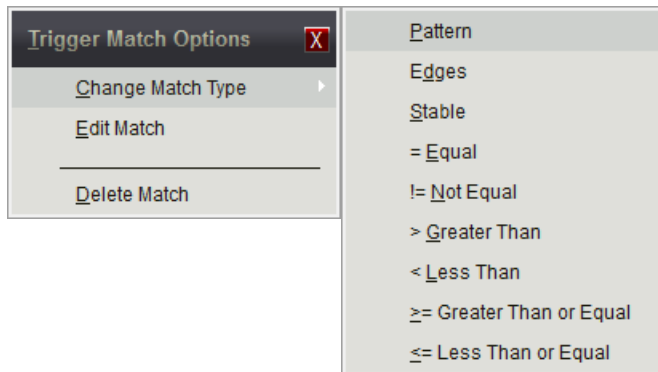 Trigger Match Options X
Change Match Type
Edit Match
Delete Match
Pattern
Edges
Stable
= Equal
!= Not Equal
> Greater Than
< Less Than
>= Greater Than or Equal
<= Less Than or Equal